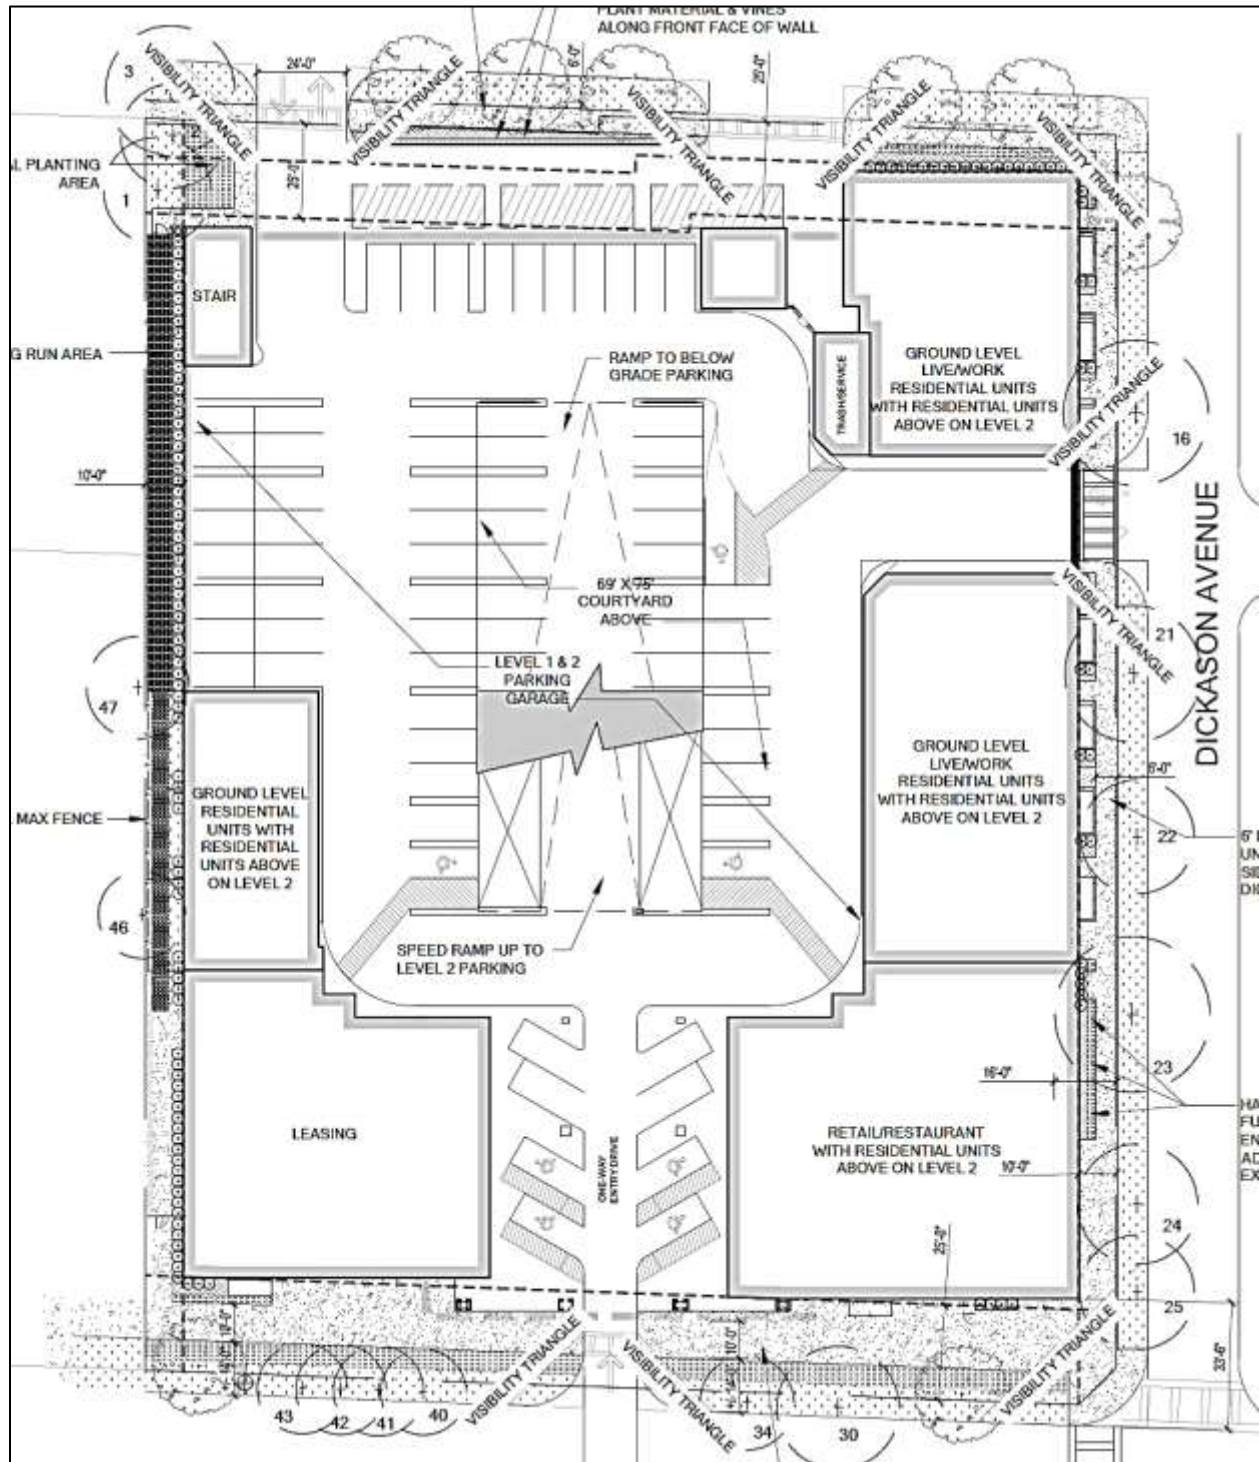 PLANT MATERIAL & VINES
ALONG FRONT FACE OF WALL
3
VISIBILITY TRIANGLE
24'-0"
VISIBILITY TRIANGLE
6'-0"
VISIBILITY TRIANGLE
20'-0"
VISIBILITY TRIANGLE
VISIBILITY TRIANGLE
PLANTING
AREA
1
STAIR
RUN AREA
RAMP TO BELOW
GRADE PARKING
TRASH/SERVICE
GROUND LEVEL
LIVE/WORK
RESIDENTIAL UNITS
WITH RESIDENTIAL UNITS
ABOVE ON LEVEL 2
VISIBILITY TRIANGLE
16
10'-0"
DICKASON AVENUE
69' X 75'
COURTYARD
ABOVE
VISIBILITY TRIANGLE
21
LEVEL 1 & 2
PARKING
GARAGE
47
GROUND LEVEL
RESIDENTIAL
UNITS WITH
RESIDENTIAL
UNITS ABOVE
ON LEVEL 2
GROUND LEVEL
LIVE/WORK
RESIDENTIAL UNITS
WITH RESIDENTIAL UNITS
ABOVE ON LEVEL 2
6'-0"
MAX FENCE
22
46
SPEED RAMP UP TO
LEVEL 2 PARKING
16'-0"
23
LEASING
ONE-WAY
ENTRY DRIVE
RETAIL/RESTAURANT
WITH RESIDENTIAL UNITS
ABOVE ON LEVEL 2
10'-0"
24
25'-0"
25
VISIBILITY TRIANGLE
VISIBILITY TRIANGLE
10'-0"
VISIBILITY TRIANGLE
33'-6"
43
42
41
40
34
30